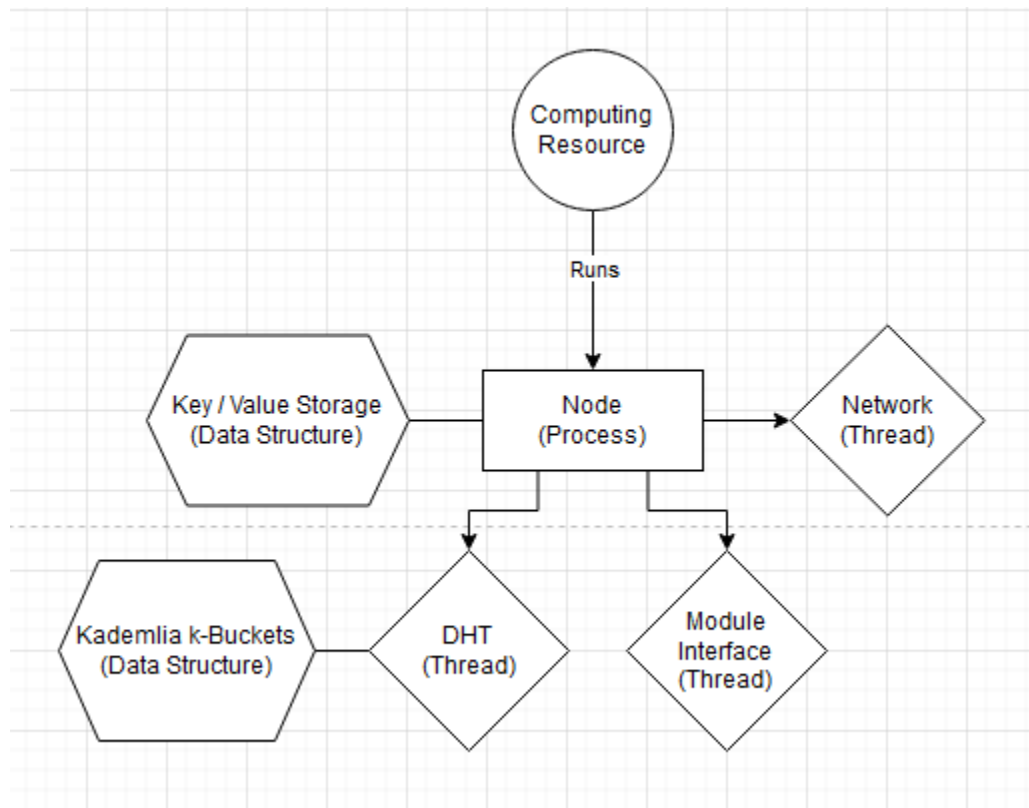 Computing
Resource
Runs
Key / Value Storage
(Data Structure)
Node
(Process)
Network
(Thread)
Kademlia k-Buckets
(Data Structure)
DHT
(Thread)
Module
Interface
(Thread)